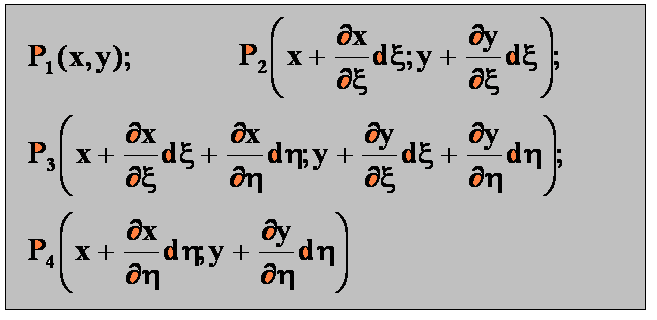 P₁(x,y); P₂(x + ∂x/∂ξ dξ; y + ∂y/∂ξ dξ);
P₃(x + ∂x/∂ξ dξ + ∂x/∂η dη; y + ∂y/∂ξ dξ + ∂y/∂η dη);
P₄(x + ∂x/∂η dη; y + ∂y/∂η dη)